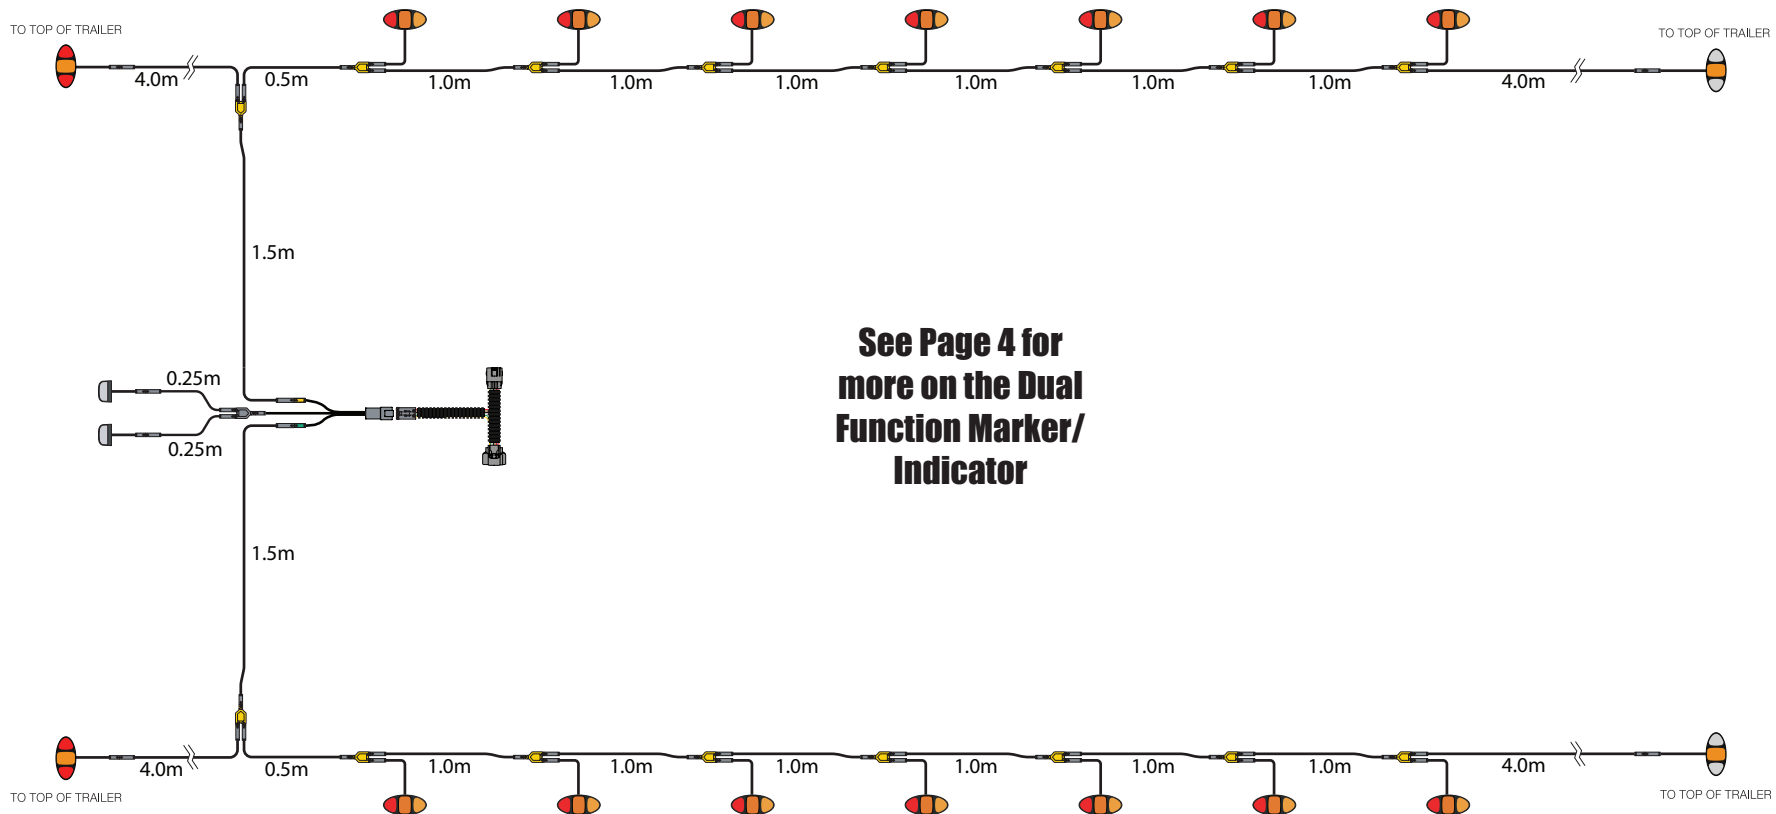 TO TOP OF TRAILER
TO TOP OF TRAILER
4.0m
0.5m
1.0m
1.0m
1.0m
1.0m
1.0m
1.0m
4.0m
1.5m
See Page 4 for
more on the Dual
Function Marker/
Indicator
0.25m
0.25m
1.5m
4.0m
0.5m
1.0m
1.0m
1.0m
1.0m
1.0m
1.0m
4.0m
TO TOP OF TRAILER
TO TOP OF TRAILER